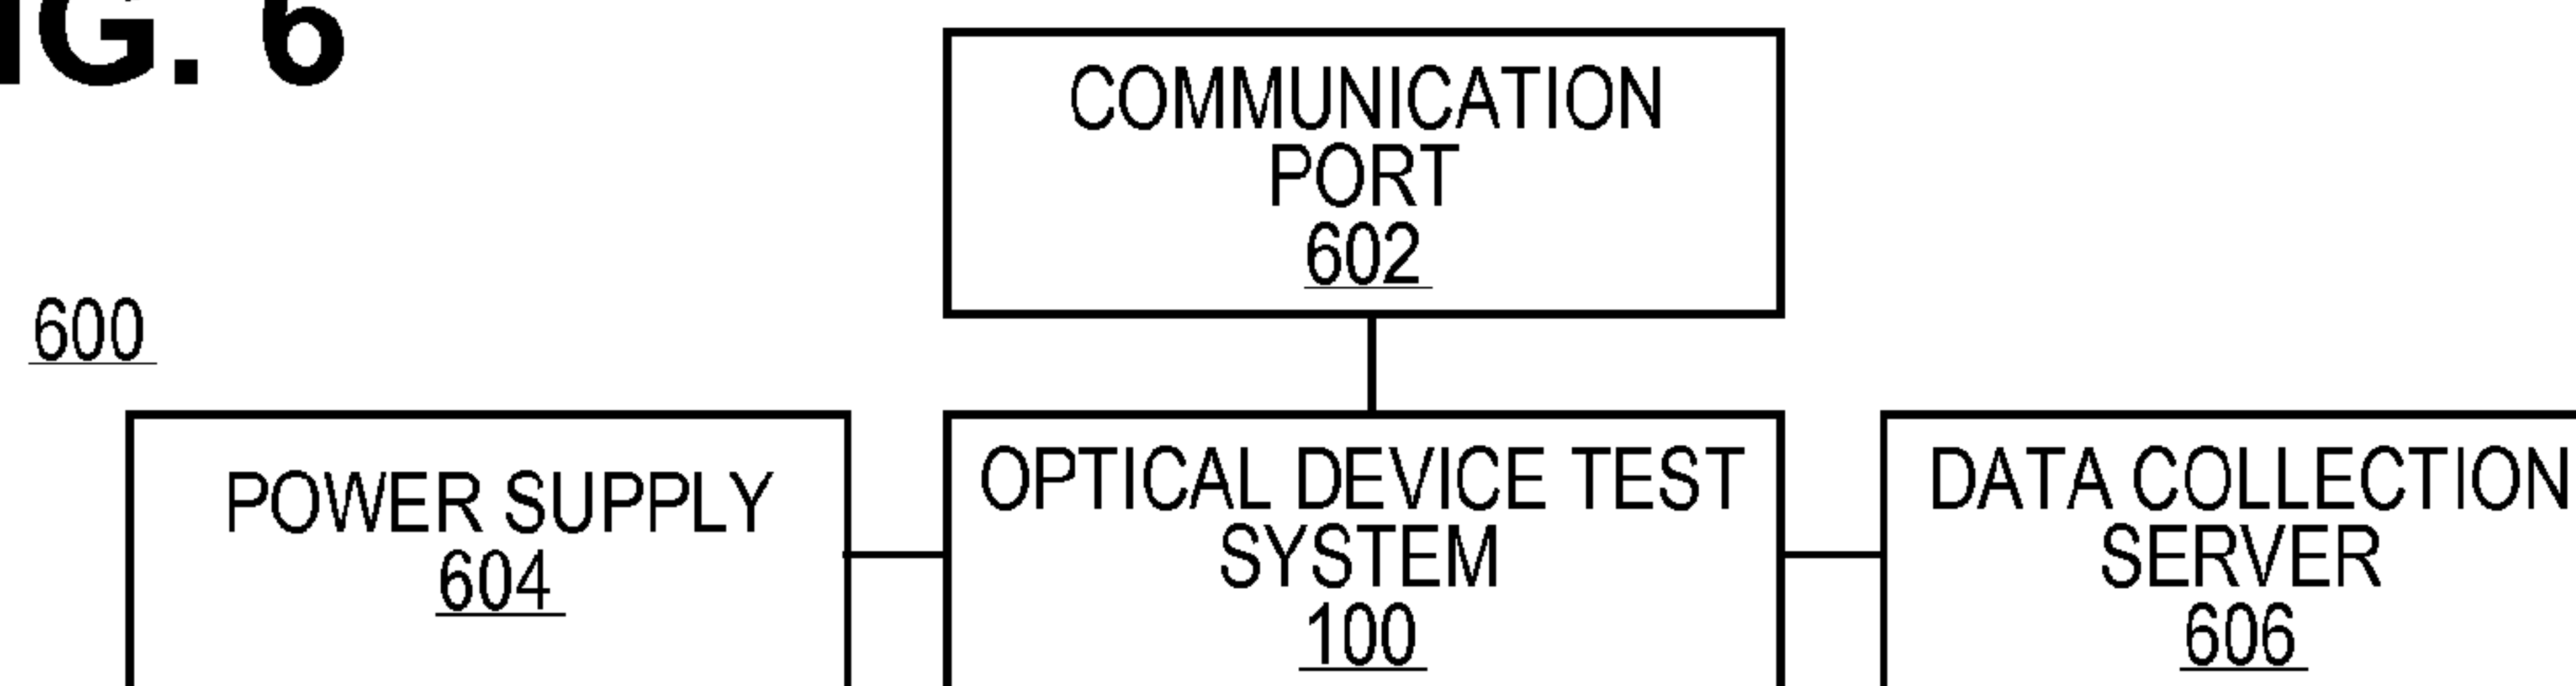 IG. 6
COMMUNICATION
PORT
602
600
POWER SUPPLY
604
OPTICAL DEVICE TEST
SYSTEM
100
DATA COLLECTION
SERVER
606